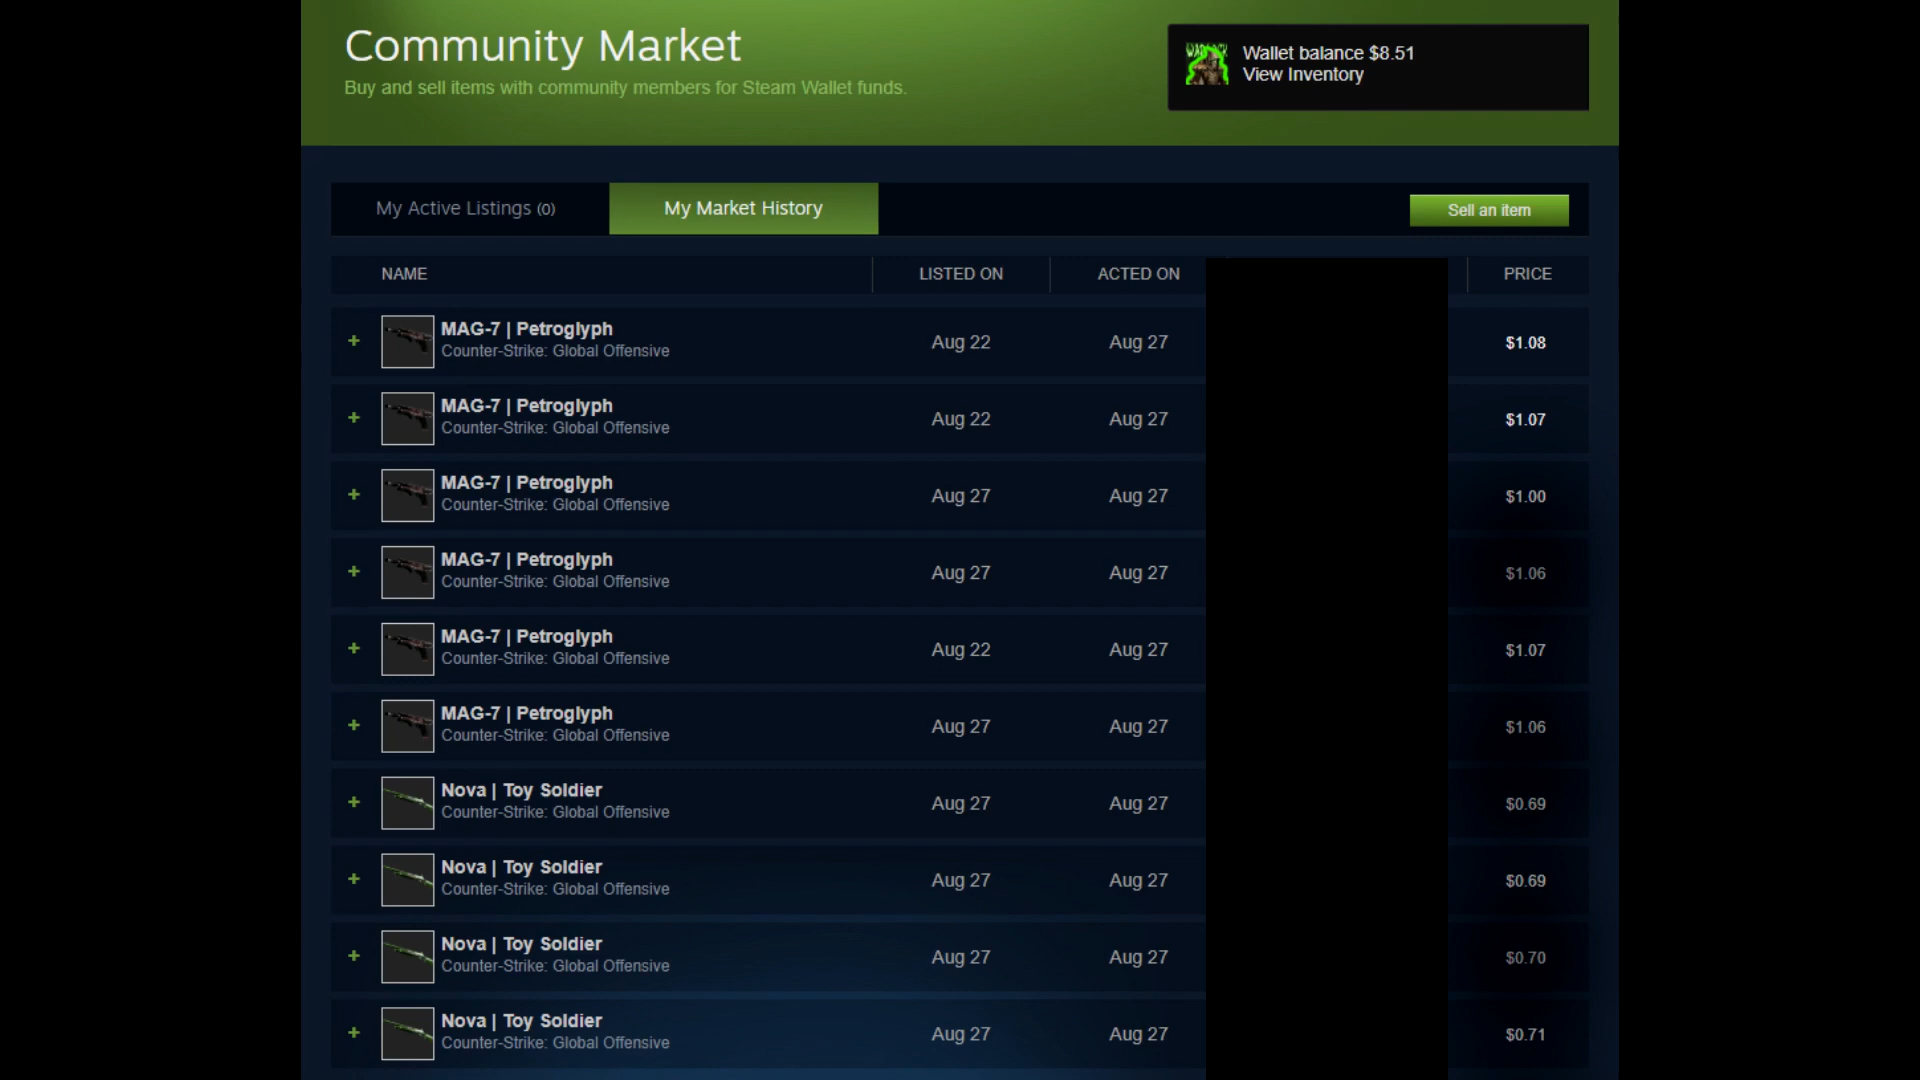 Community Market
Buy and sell items with community members for Steam Wallet funds.
Wallet balance $8.51
View Inventory
My Active Listings (0)
My Market History
Sell an item
NAME
LISTED ON
ACTED ON
PRICE
+
MAG-7 | Petroglyph
Counter-Strike: Global Offensive
Aug 22
Aug 27
$1.08
+
MAG-7 | Petroglyph
Counter-Strike: Global Offensive
Aug 22
Aug 27
$1.07
+
MAG-7 | Petroglyph
Counter-Strike: Global Offensive
Aug 27
Aug 27
$1.00
+
MAG-7 | Petroglyph
Counter-Strike: Global Offensive
Aug 27
Aug 27
$1.06
+
MAG-7 | Petroglyph
Counter-Strike: Global Offensive
Aug 22
Aug 27
$1.07
+
MAG-7 | Petroglyph
Counter-Strike: Global Offensive
Aug 27
Aug 27
$1.06
+
Nova | Toy Soldier
Counter-Strike: Global Offensive
Aug 27
Aug 27
$0.69
+
Nova | Toy Soldier
Counter-Strike: Global Offensive
Aug 27
Aug 27
$0.69
+
Nova | Toy Soldier
Counter-Strike: Global Offensive
Aug 27
Aug 27
$0.70
+
Nova | Toy Soldier
Counter-Strike: Global Offensive
Aug 27
Aug 27
$0.71